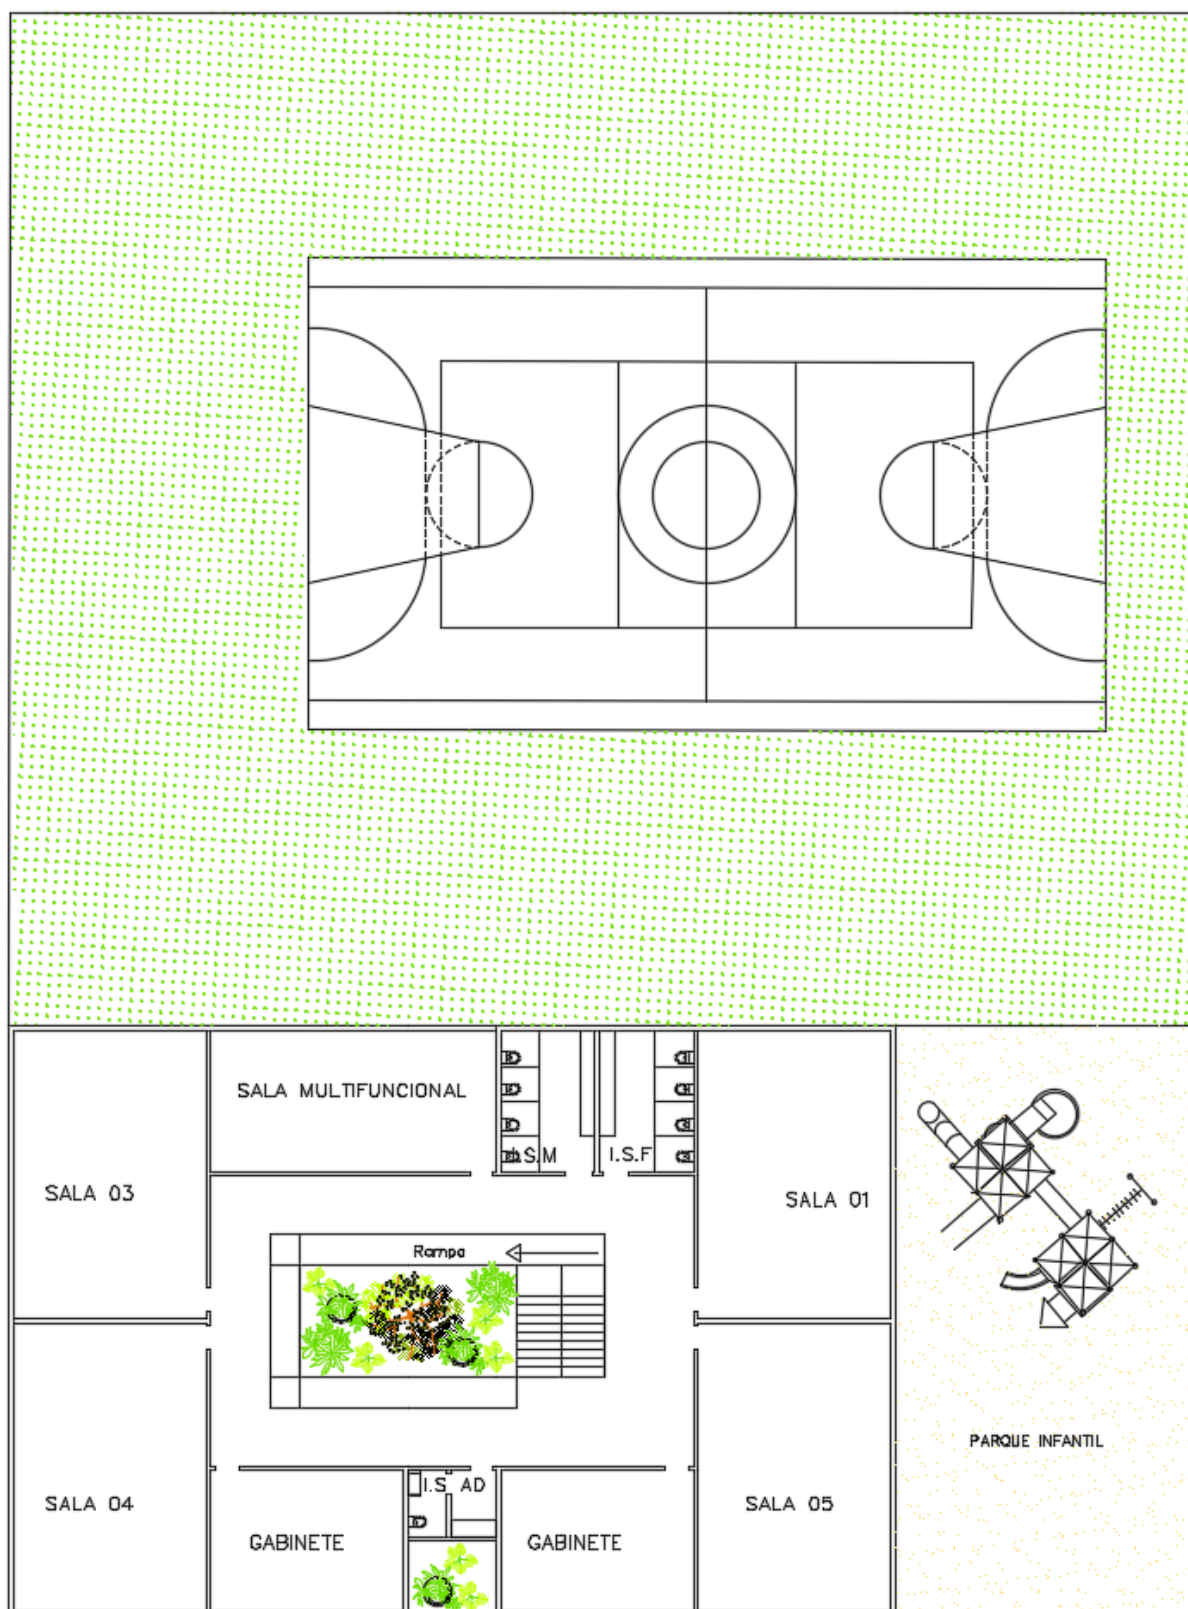 SALA MULTIFUNCIONAL
I.S.M
I.S.F
SALA 03
SALA 01
Rampa
PARQUE INFANTIL
I.S AD
SALA 04
SALA 05
GABINETE
GABINETE